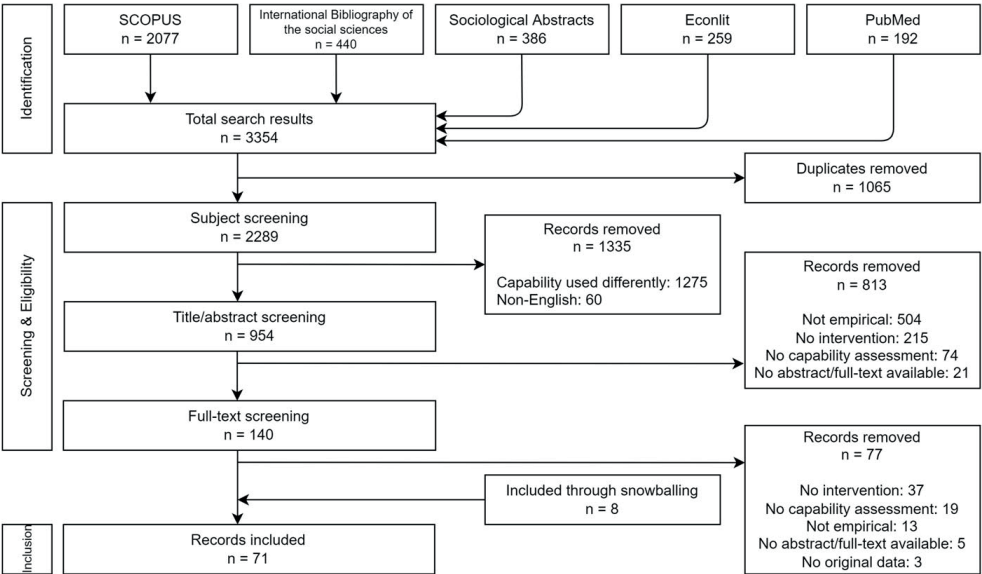 Identification
SCOPUS
n = 2077
International Bibliography of
the social sciences
n = 440
Sociological Abstracts
n = 386
Econlit
n = 259
PubMed
n = 192
Total search results
n = 3354
Duplicates removed
n = 1065
Screening & Eligibility
Subject screening
n = 2289
Records removed
n = 1335
Capability used differently: 1275
Non-English: 60
Title/abstract screening
n = 954
Records removed
n = 813
Not empirical: 504
No intervention: 215
No capability assessment: 74
No abstract/full-text available: 21
Full-text screening
n = 140
Records removed
n = 77
No intervention: 37
No capability assessment: 19
Not empirical: 13
No abstract/full-text available: 5
No original data: 3
Included through snowballing
n = 8
Inclusion
Records included
n = 71